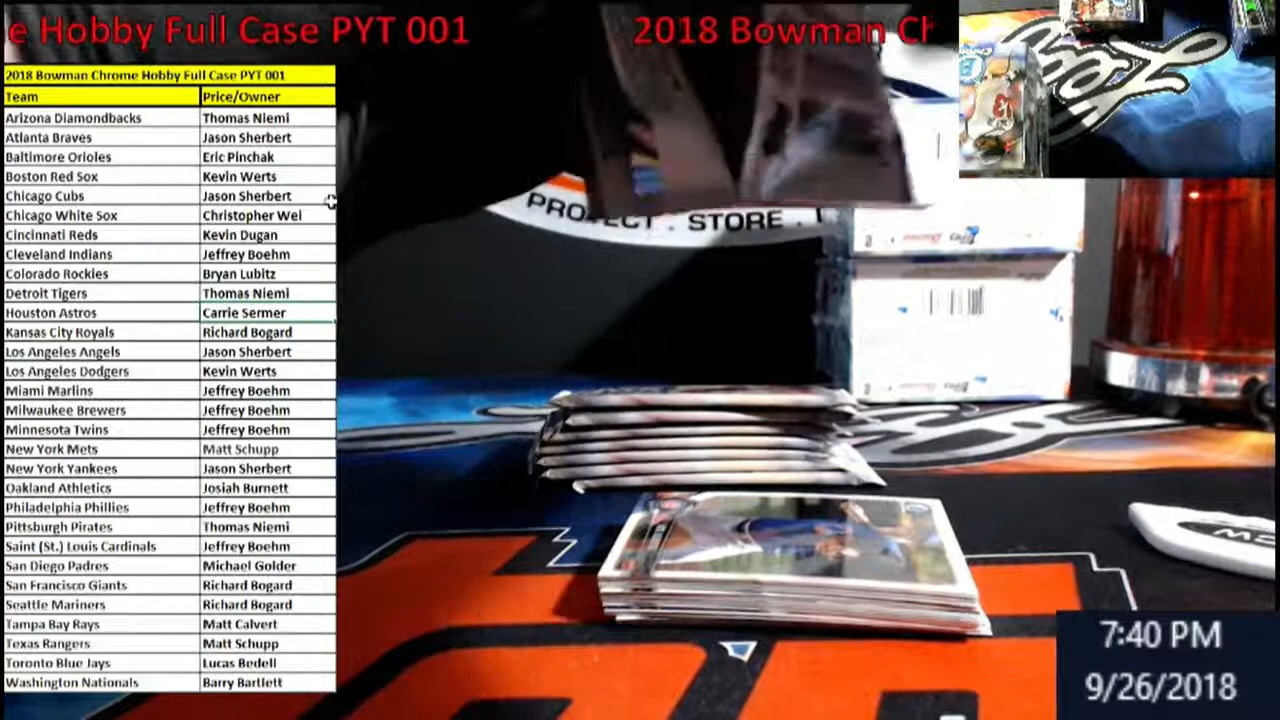 e Hobby Full Case PYT 001 2018 Bowman Ch
2018 Bowman Chrome Hobby Full Case PYT 001
Team Price/Owner
Arizona Diamondbacks Thomas Niemi
Atlanta Braves Jason Sherbert
Baltimore Orioles Eric Pinchak
Boston Red Sox Kevin Werts
Chicago Cubs Jason Sherbert
Chicago White Sox Christopher Wel
Cincinnati Reds Kevin Dugan
Cleveland Indians Jeffrey Boehm
Colorado Rockies Bryan Lubitz
Detroit Tigers Thomas Niemi
Houston Astros Carrie Sermer
Kansas City Royals Richard Bogard
Los Angeles Angels Jason Sherbert
Los Angeles Dodgers Kevin Werts
Miami Marlins Jeffrey Boehm
Milwaukee Brewers Jeffrey Boehm
Minnesota Twins Jeffrey Boehm
New York Mets Matt Schupp
New York Yankees Jason Sherbert
Oakland Athletics Josiah Burnett
Philadelphia Phillies Jeffrey Boehm
Pittsburgh Pirates Thomas Niemi
Saint (St.) Louis Cardinals Jeffrey Boehm
San Diego Padres Michael Golder
San Francisco Giants Richard Bogard
Seattle Mariners Richard Bogard
Tampa Bay Rays Matt Calvert
Texas Rangers Matt Schupp
Toronto Blue Jays Lucas Bedell
Washington Nationals Barry Bartlett
PROTECT . STORE .
7:40 PM
9/26/2018